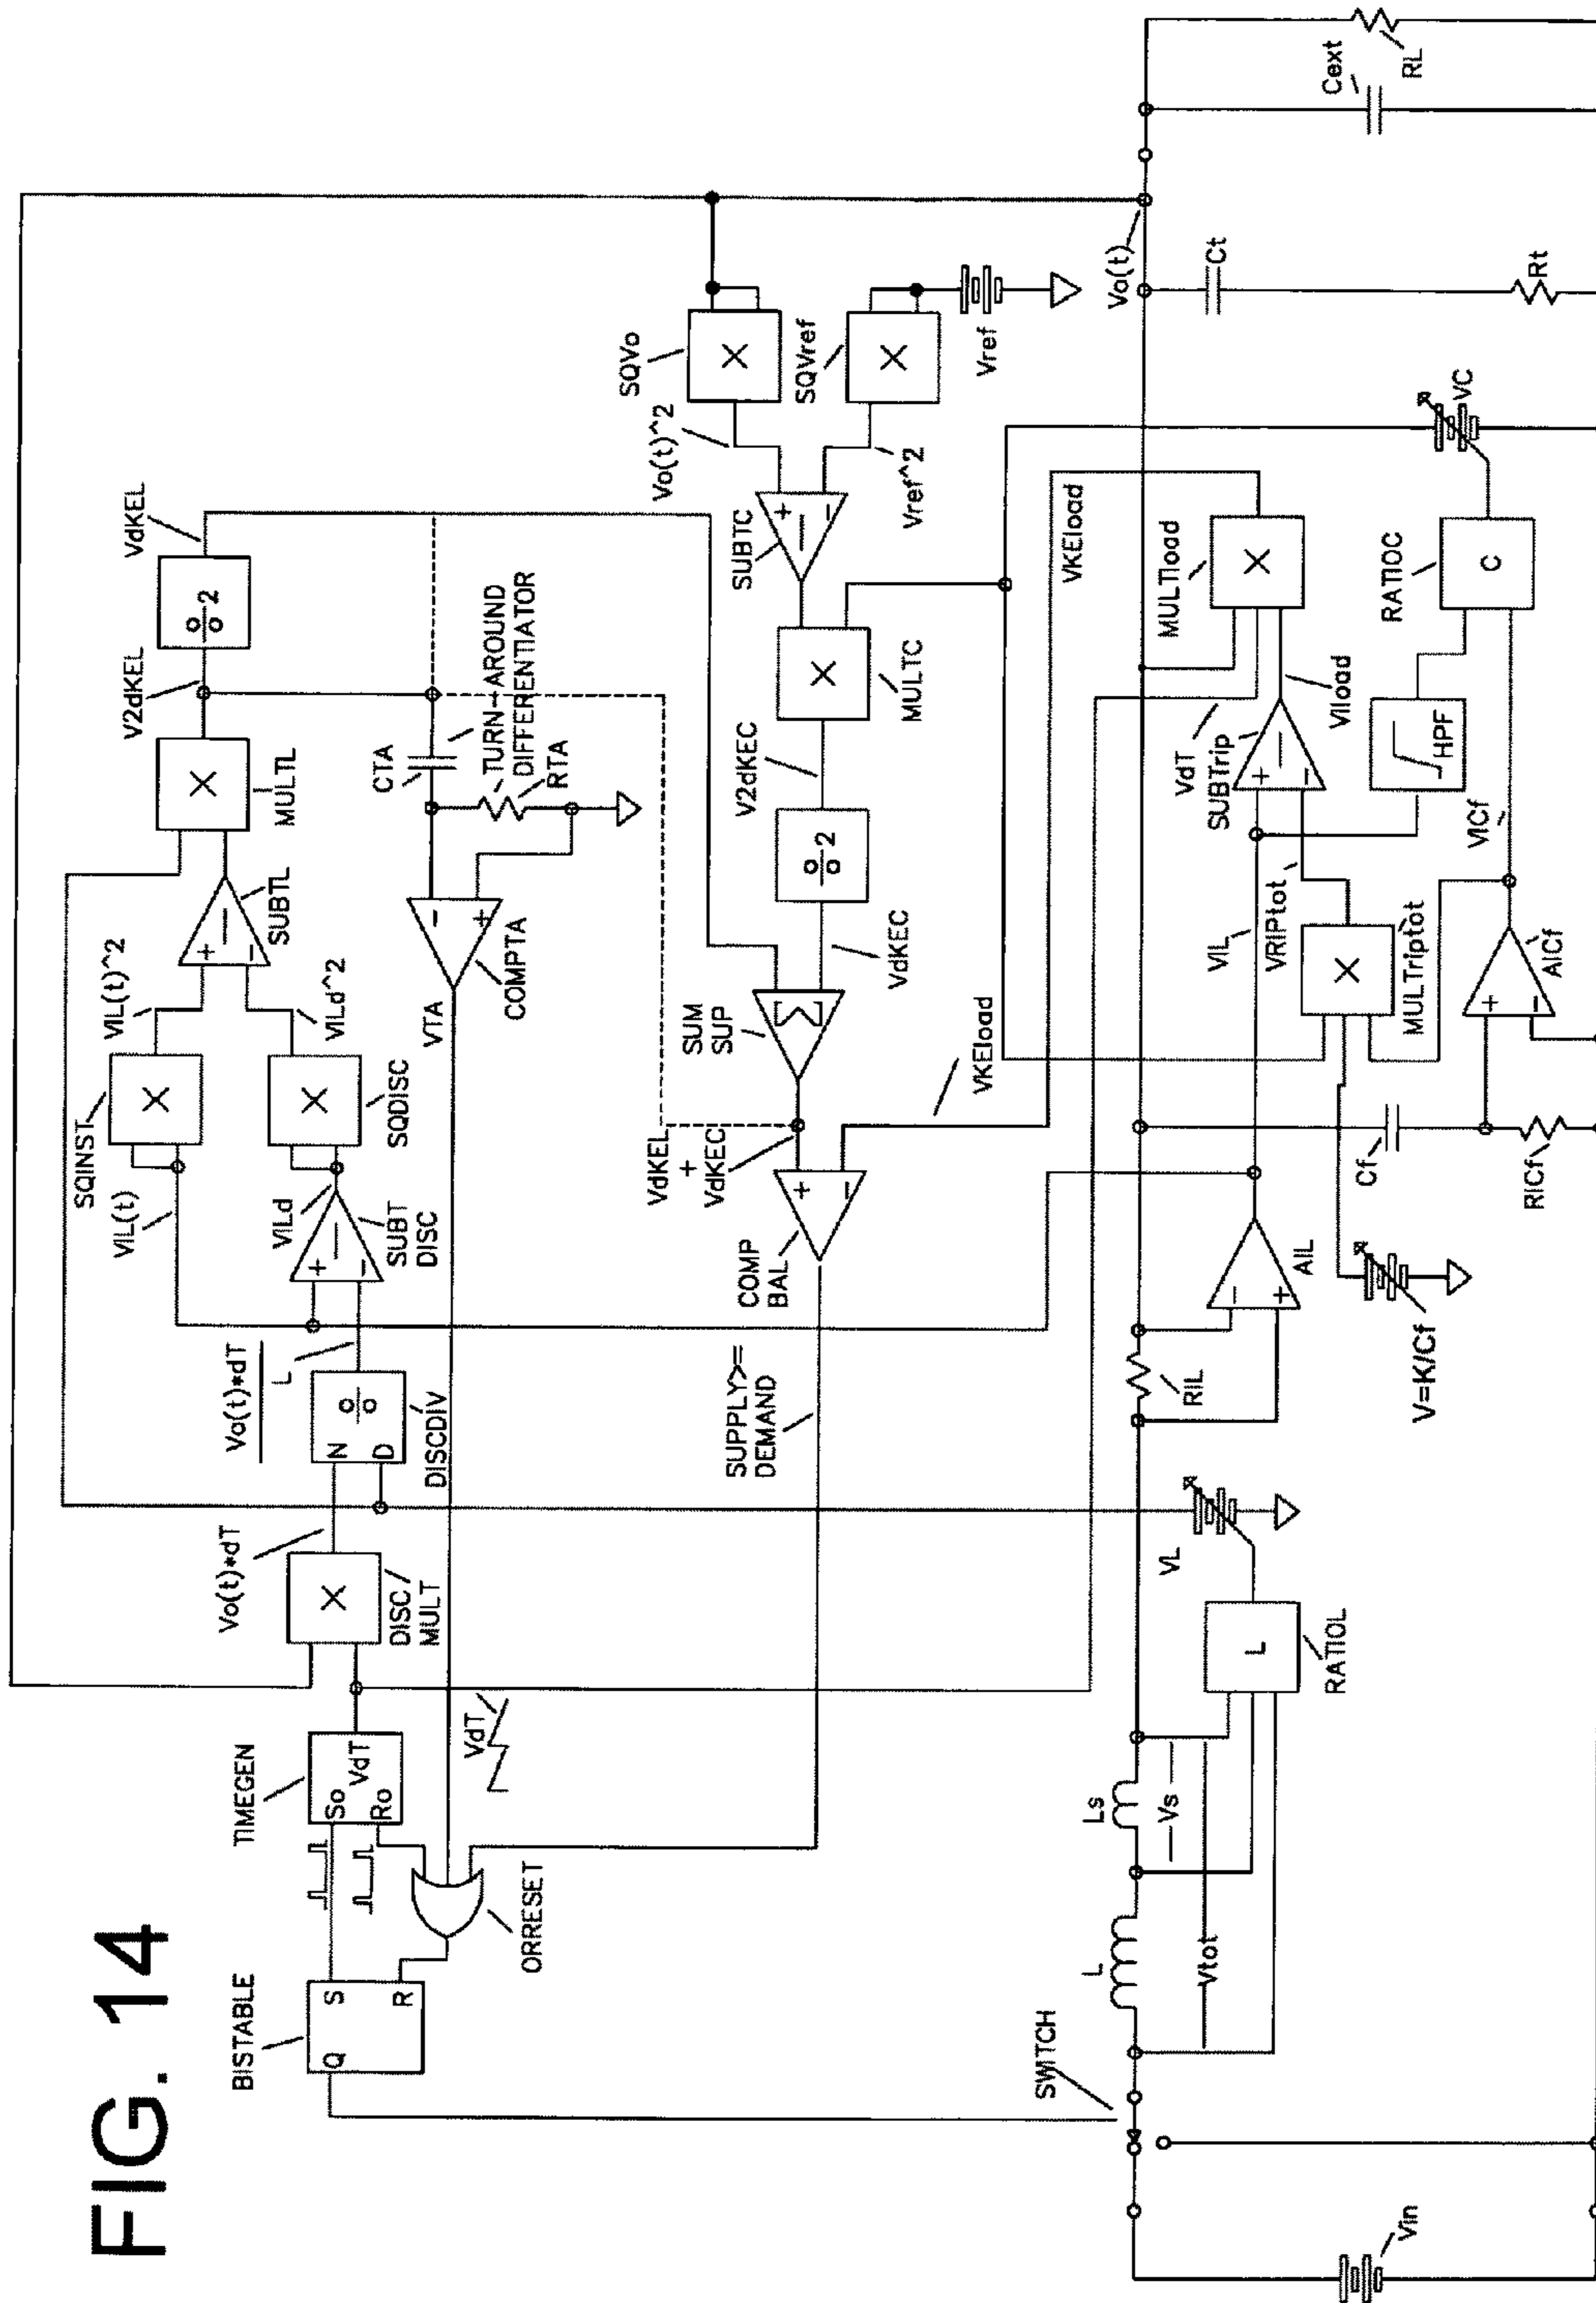 FIG. 14
BISTABLE
Q
S
R
ORRESET
TIMEGEN
So
VdT
Ro
VdT
Vo(t)*dT
DISC
MULT
Vo(t)*dT
L
N
D
DISCDIV
VILd
SUBT
DISC
VIL(t)
SQINST
SQDISC
VIL(t)^2
VILd^2
SUBTL
MULTL
V2dKEL
VdKEL
2
CTA
TURN-AROUND
DIFFERENTIATOR
RTA
VTA
COMPTA
SQVo
Vo(t)^2
SQVref
Vref^2
Vref
SUBTC
MULTC
V2dKEC
2
VdKEC
SUM
SUP
VdKEL
+
VdKEC
VKEload
COMP
BAL
SUPPLY>=
DEMAND
SWITCH
Vin
L
Ls
Vs
Vtot
L
RATIOL
VL
RIL
AIL
V=K/Cf
VIL
VRIPtot
MULTriptot
VdT
SUBTrip
VIload
MULTIload
VKEload
HPF
RATIOC
C
VC
VICf
AICf
Cf
RICf
Vo(t)
Ct
Rt
Cext
RL